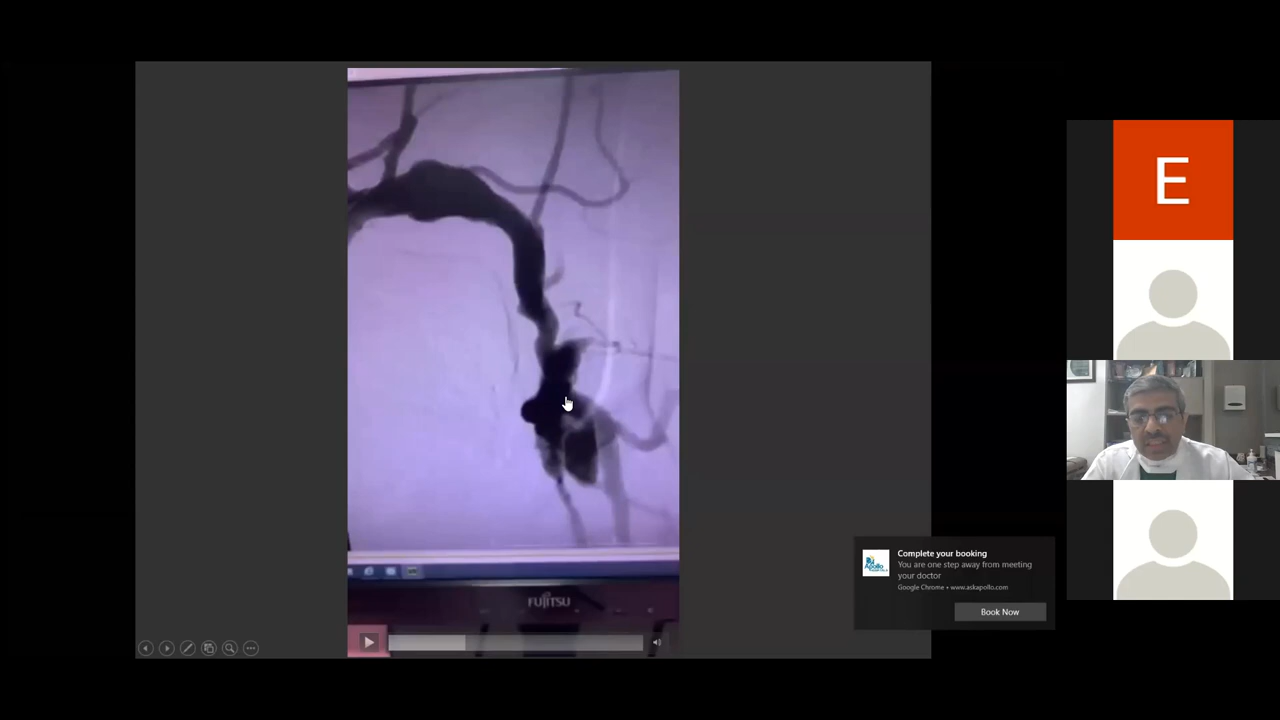 E
FUJITSU
Complete your booking
You are one step away from meeting
your doctor
Google Chrome • www.askapollo.com
Book Now
Apollo